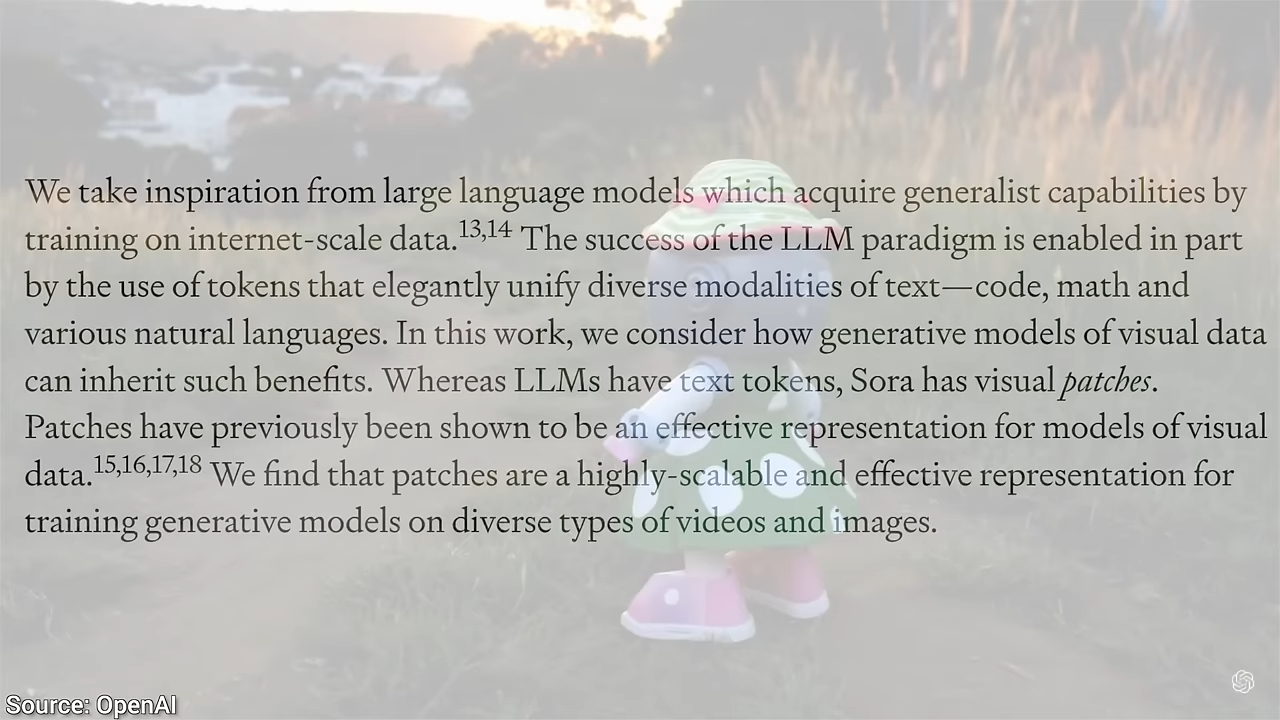 We take inspiration from large language models which acquire generalist capabilities by
training on internet-scale data.13,14 The success of the LLM paradigm is enabled in part
by the use of tokens that elegantly unify diverse modalities of text—code, math and
various natural languages. In this work, we consider how generative models of visual data
can inherit such benefits. Whereas LLMs have text tokens, Sora has visual patches.
Patches have previously been shown to be an effective representation for models of visual
data.15,16,17,18 We find that patches are a highly-scalable and effective representation for
training generative models on diverse types of videos and images.
Source: OpenAI